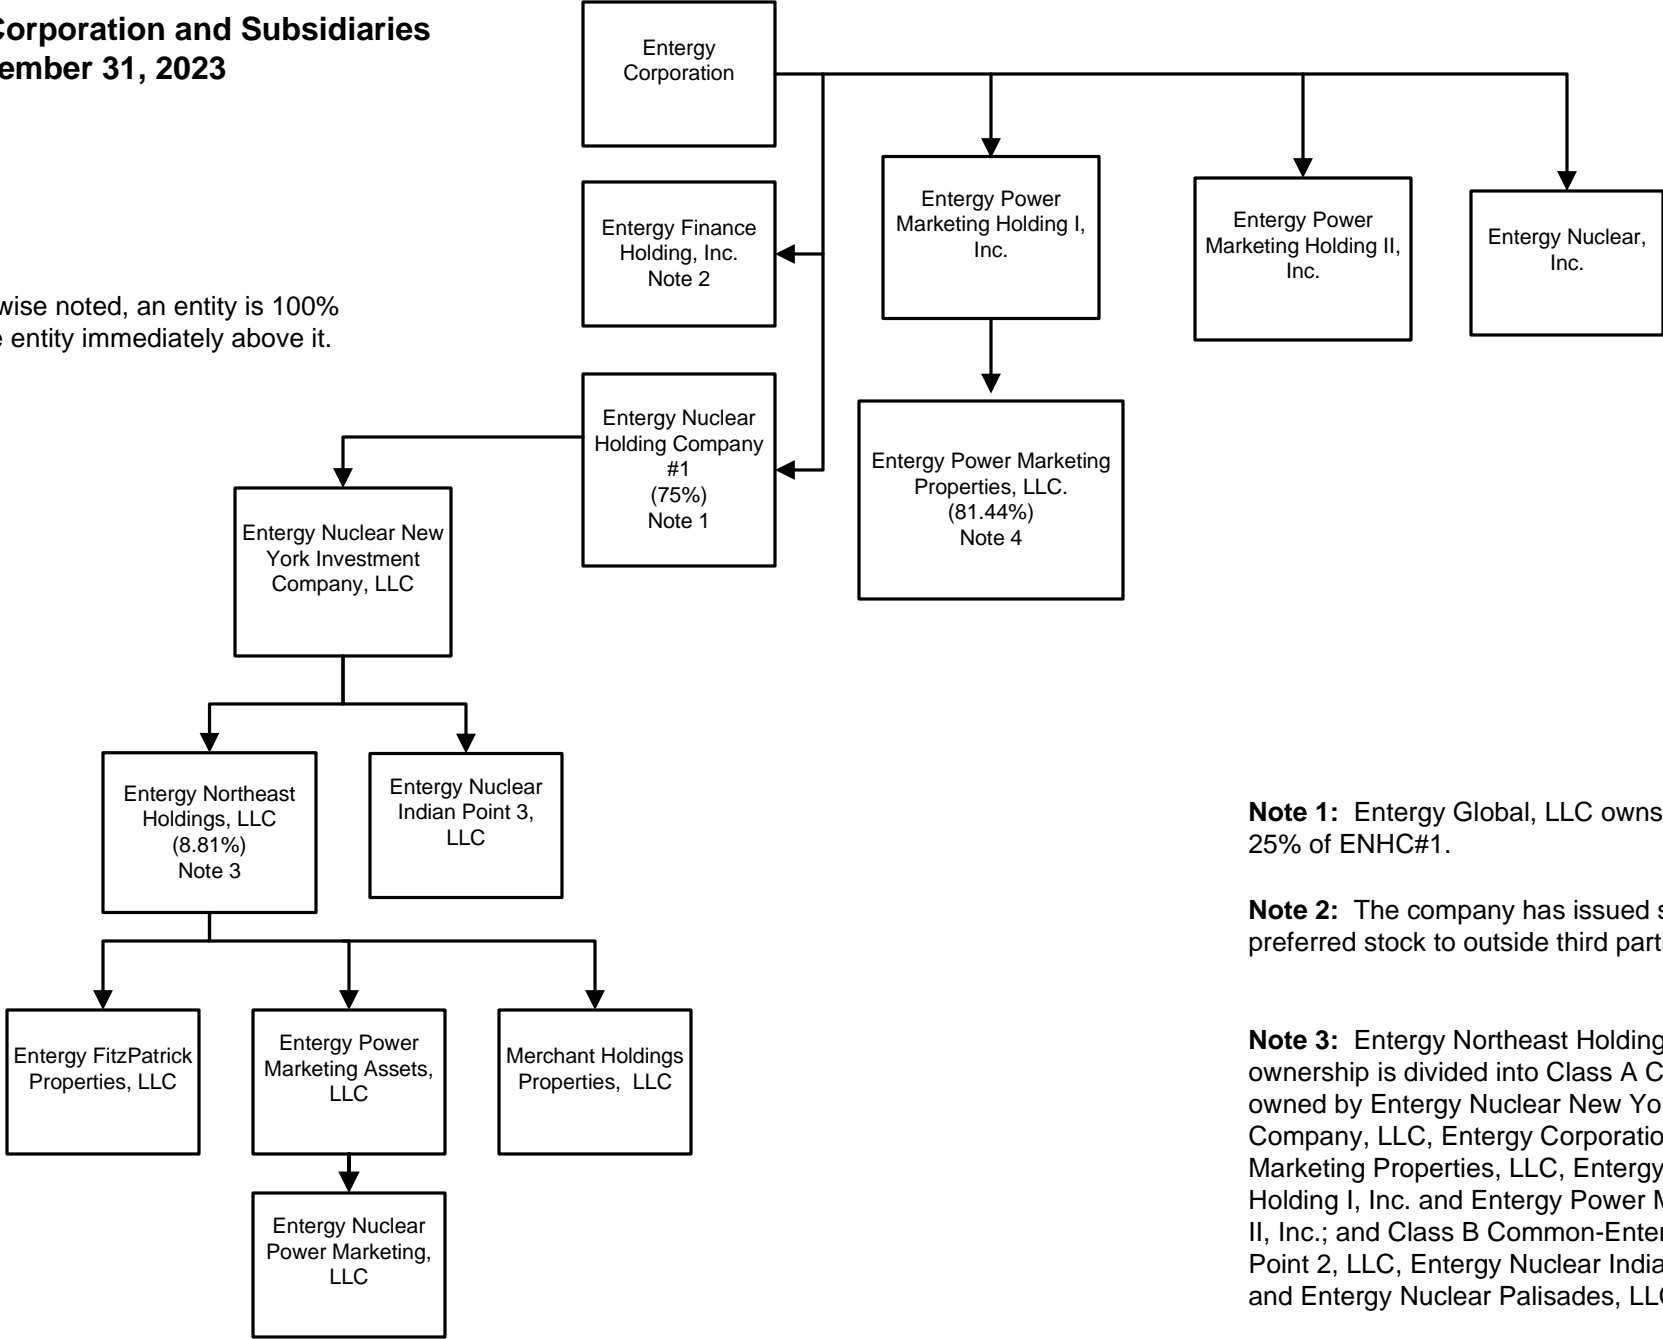 Corporation and Subsidiaries
ember 31, 2023
wise noted, an entity is 100%
e entity immediately above it.
Entergy
Corporation
Entergy Finance
Holding, Inc.
Note 2
Entergy Power
Marketing Holding I,
Inc.
Entergy Power
Marketing Holding II,
Inc.
Entergy Nuclear,
Inc.
Entergy Nuclear
Holding Company
#1
(75%)
Note 1
Entergy Power Marketing
Properties, LLC.
(81.44%)
Note 4
Entergy Nuclear New
York Investment
Company, LLC
Entergy Northeast
Holdings, LLC
(8.81%)
Note 3
Entergy Nuclear
Indian Point 3,
LLC
Entergy FitzPatrick
Properties, LLC
Entergy Power
Marketing Assets,
LLC
Merchant Holdings
Properties, LLC
Entergy Nuclear
Power Marketing,
LLC
Note 1: Entergy Global, LLC owns
25% of ENHC#1.
Note 2: The company has issued s
preferred stock to outside third parti
Note 3: Entergy Northeast Holding
ownership is divided into Class A C
owned by Entergy Nuclear New Yo
Company, LLC, Entergy Corporatio
Marketing Properties, LLC, Entergy
Holding I, Inc. and Entergy Power M
II, Inc.; and Class B Common-Enter
Point 2, LLC, Entergy Nuclear India
and Entergy Nuclear Palisades, LLC